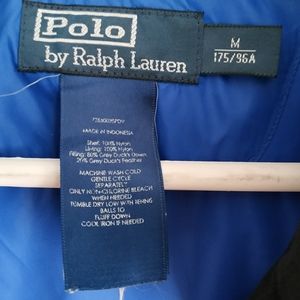 Polo
by Ralph Lauren
M
175/96A
MADE IN INDONESIA
Shell: 100% Nylon
Lining: 100% Nylon
Filling: 80% Grey Duck's Down
20% Grey Duck's Feather
MACHINE WASH COLD
GENTLE CYCLE
SEPARATELY
ONLY NON-CHLORINE BLEACH
WHEN NEEDED
TUMBLE DRY LOW WITH TENNIS
BALLS TO
FLUFF DOWN
COOL IRON IF NEEDED